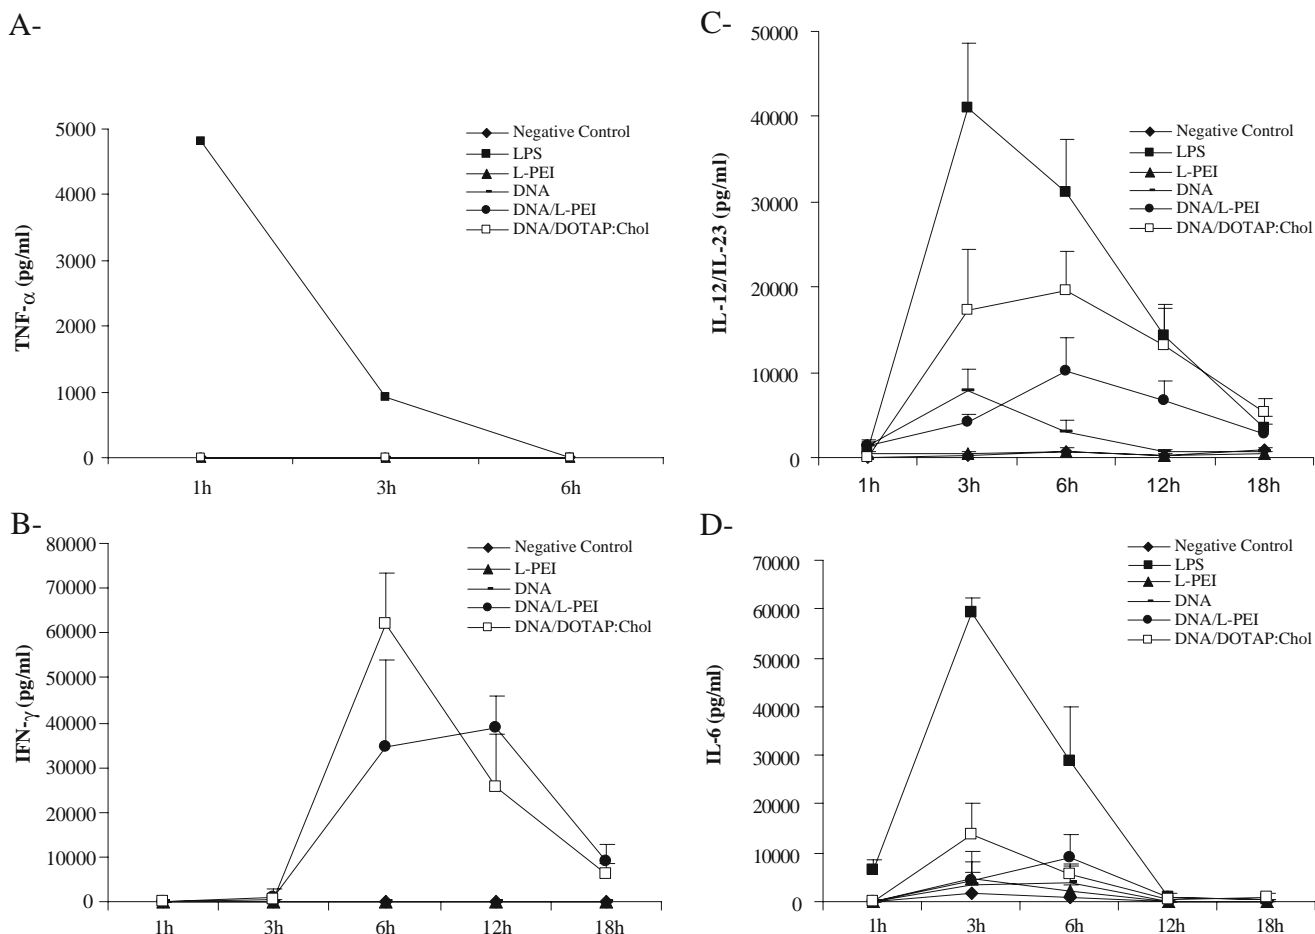 A-
TNF-α (pg/ml)
5000
4000
3000
2000
1000
0
1h 3h 6h
Negative Control
LPS
L-PEI
DNA
DNA/L-PEI
DNA/DOTAP:Chol
B-
IFN-γ (pg/ml)
80000
70000
60000
50000
40000
30000
20000
10000
0
1h 3h 6h 12h 18h
Negative Control
L-PEI
DNA
DNA/L-PEI
DNA/DOTAP:Chol
C-
IL-12/IL-23 (pg/ml)
50000
40000
30000
20000
10000
0
1h 3h 6h 12h 18h
Negative Control
LPS
L-PEI
DNA
DNA/L-PEI
DNA/DOTAP:Chol
D-
IL-6 (pg/ml)
70000
60000
50000
40000
30000
20000
10000
0
1h 3h 6h 12h 18h
Negative Control
LPS
L-PEI
DNA
DNA/L-PEI
DNA/DOTAP:Chol